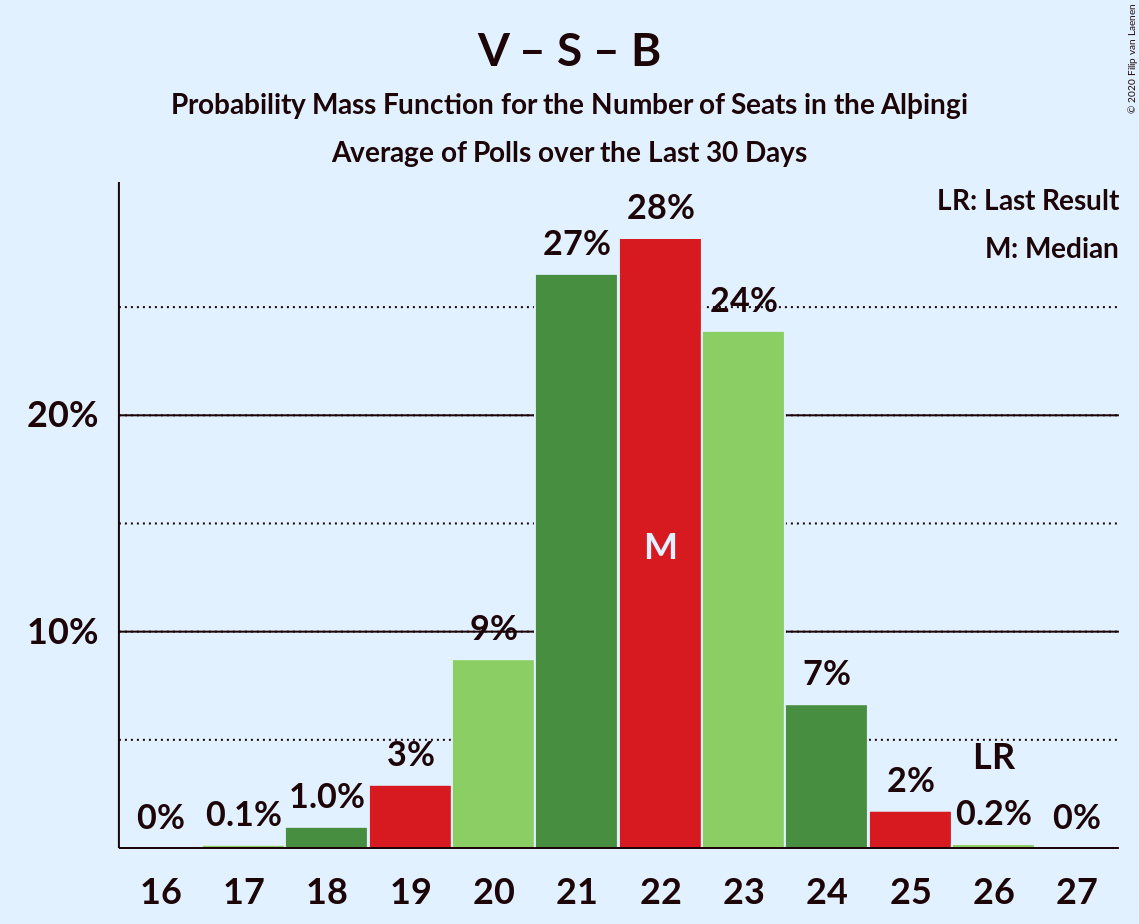 V – S – B
Probability Mass Function for the Number of Seats in the Alþingi
Average of Polls over the Last 30 Days
© 2020 Filip van Laenen
LR: Last Result
M: Median
28%
27%
24%
20%
M
10%
9%
7%
3%
LR
2%
1.0%
0%
0.1%
0.2%
0%
16 17 18 19 20 21 22 23 24 25 26 27